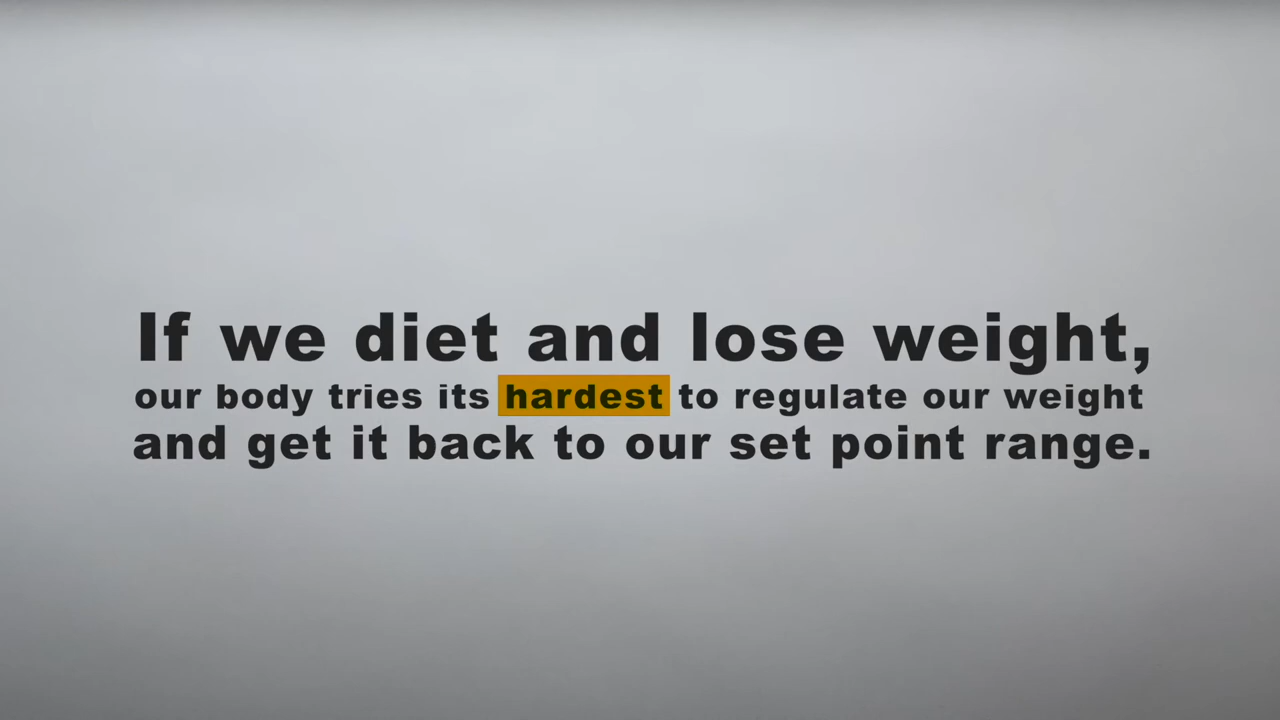 If we diet and lose weight,
our body tries its hardest to regulate our weight
and get it back to our set point range.